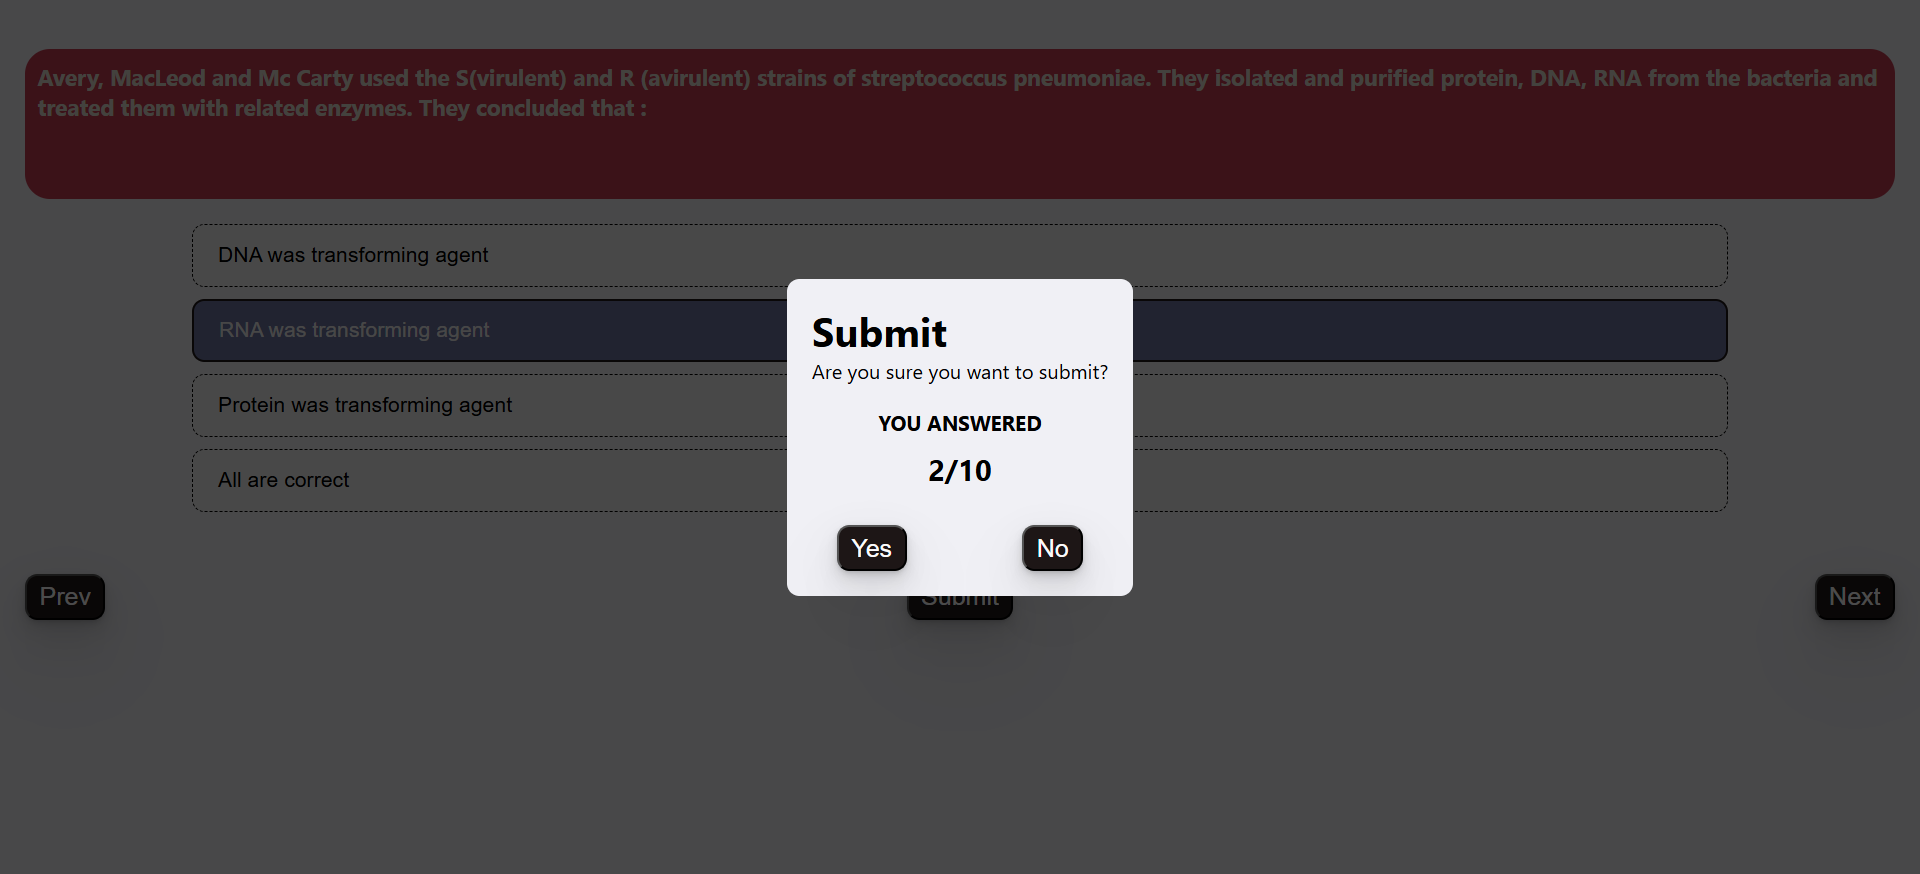 Avery, MacLeod and Mc Carty used the S(virulent) and R (avirulent) strains of streptococcus pneumoniae. They isolated and purified protein, DNA, RNA from the bacteria and
treated them with related enzymes. They concluded that :
DNA was transforming agent
RNA was transforming agent
Protein was transforming agent
All are correct
Submit
Are you sure you want to submit?
YOU ANSWERED
2/10
Yes
No
Prev
Submit
Next